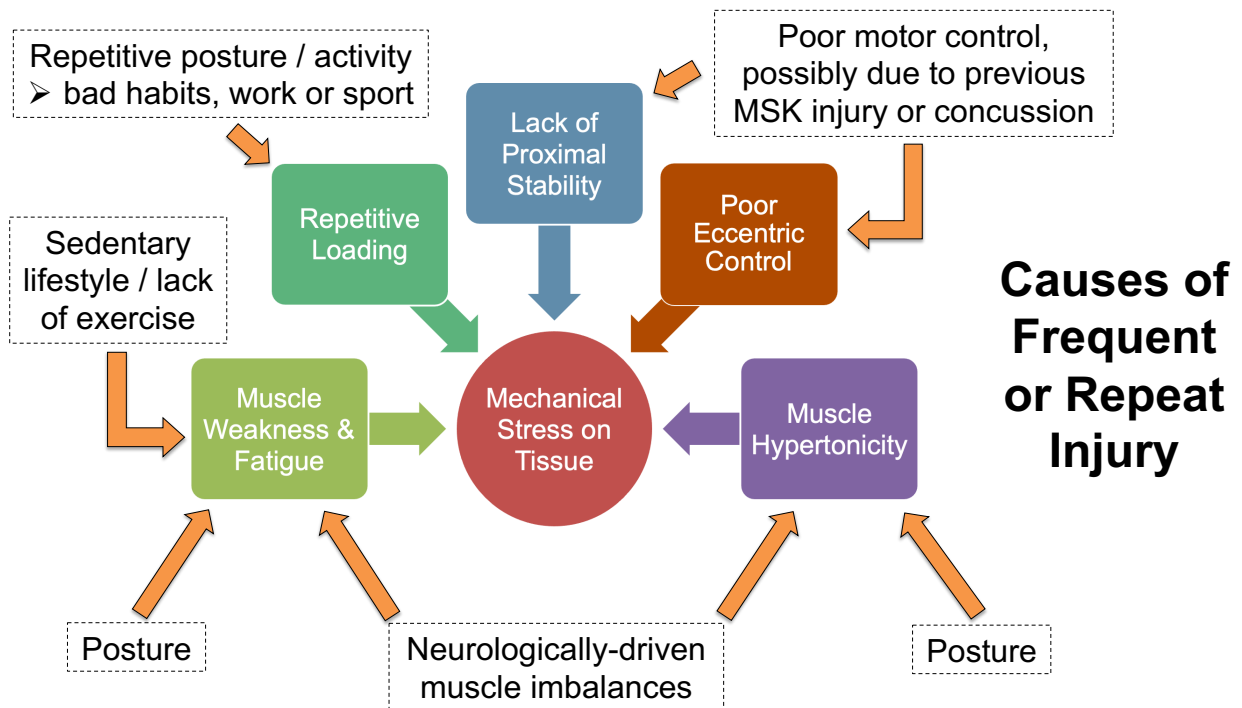 Repetitive posture / activity
➢ bad habits, work or sport
Poor motor control,
possibly due to previous
MSK injury or concussion
Lack of
Proximal
Stability
Repetitive
Loading
Poor
Eccentric
Control
Sedentary
lifestyle / lack
of exercise
Causes of
Frequent
or Repeat
Injury
Muscle
Weakness &
Fatigue
Mechanical
Stress on
Tissue
Muscle
Hypertonicity
Posture
Neurologically-driven
muscle imbalances
Posture